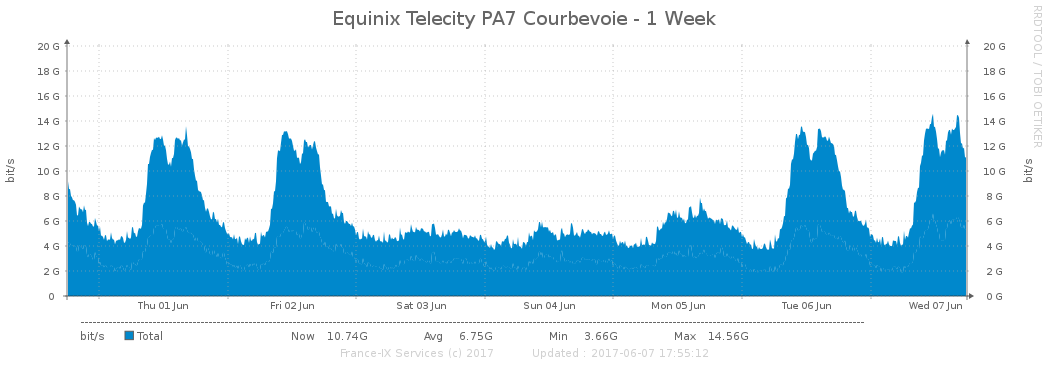 Equinix Telecity PA7 Courbevoie - 1 Week
RRDTOOL / TOBI OETIKER
20 G 20 G
18 G 18 G
16 G 16 G
14 G 14 G
12 G 12 G
10 G 10 G
8 G 8 G
6 G 6 G
4 G 4 G
2 G 2 G
0 0 G
bit/s
bit/s
Thu 01 Jun Fri 02 Jun Sat 03 Jun Sun 04 Jun Mon 05 Jun Tue 06 Jun Wed 07 Jun
bit/s Total Now 10.74G Avg 6.75G Min 3.66G Max 14.56G
France-IX Services (c) 2017 Updated : 2017-06-07 17:55:12